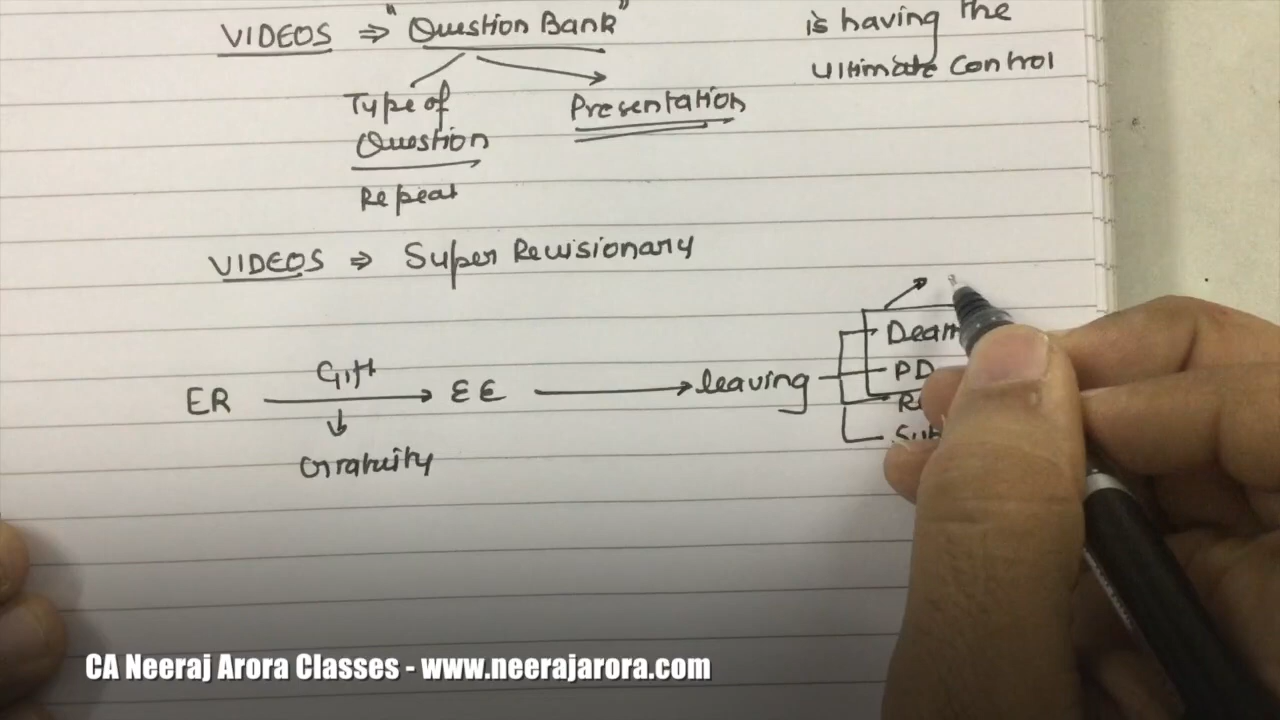 VIDEOS ⇒ "Question Bank"
is having the
ultimate control
Type of
Question
Repeat
Presentation
VIDEOS ⇒ Super Revisionary
ER Gift → EE → leaving
Gratuity
PD
CA Neeraj Arora Classes - www.neerajarora.com